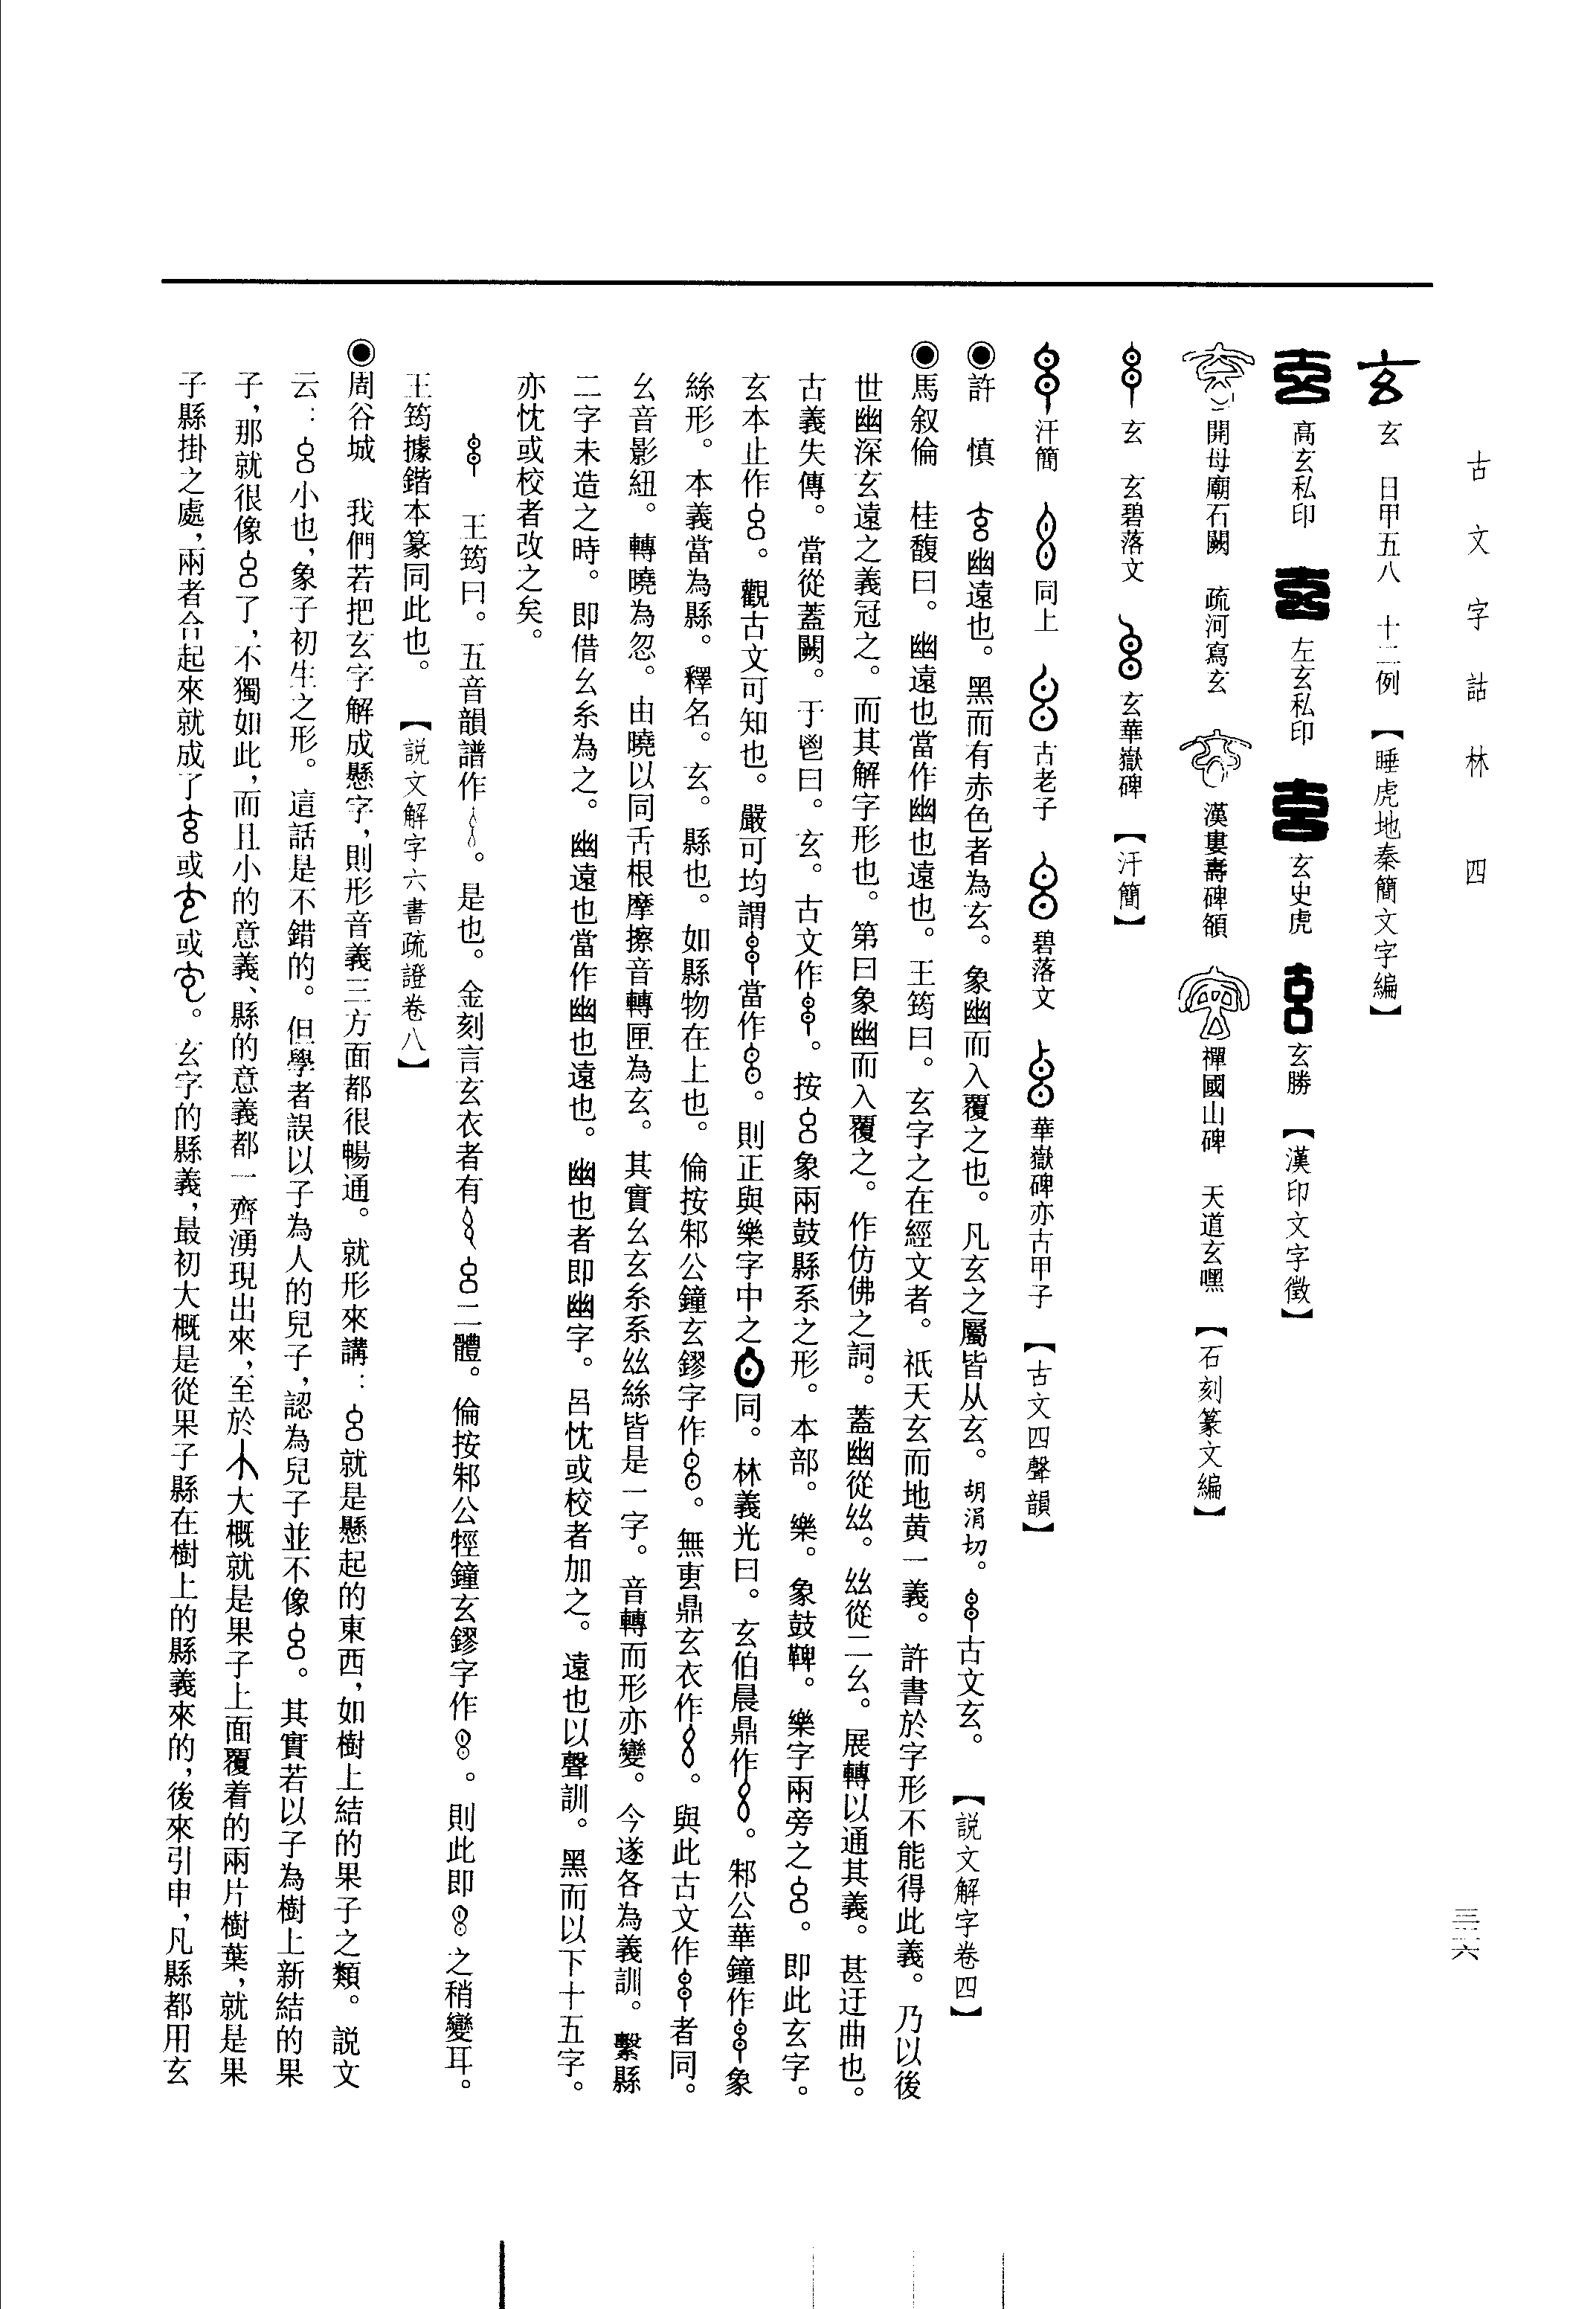 古文字詁林 四
三二六
玄 日甲五八 十二例 【睡虎地秦簡文字編】
高玄私印 左玄私印 玄史虎 玄勝 【漢印文字徵】
開母廟石闕 疏河寫玄 漢婁壽碑額 禪國山碑 天道玄嘿 【石刻篆文編】
玄 玄碧落文 玄華嶽碑 【汗簡】
汗簡 同上 古老子 碧落文 華嶽碑亦古甲子 【古文四聲韻】
◉許 慎 幽遠也。黑而有赤色者為玄。象幽而入覆之也。凡玄之屬皆从玄。胡涓切。古文玄。 【説文解字卷四】
◉馬叙倫 桂馥曰。幽遠也當作幽也遠也。王筠曰。玄字之在經文者。祇天玄而地黄一義。許書於字形不能得此義。乃以後
世幽深玄遠之義冠之。而其解字形也。第曰象幽而入覆之。作仿佛之詞。蓋幽從𢆶。𢆶從二幺。展轉以通其義。甚迂曲也。
古義失傳。當從蓋闕。于鬯曰。玄。古文作。按象兩鼓縣系之形。本部。樂。象鼓鞞。樂字兩旁之。即此玄字。
玄本止作。觀古文可知也。嚴可均謂當作。則正與樂字中之同。林義光曰。玄伯晨鼎作。邾公華鐘作象
絲形。本義當為縣。釋名。玄。縣也。如縣物在上也。倫按邾公鐘玄鏐字作。無叀鼎玄衣作。與此古文作者同。
幺音影紐。轉曉為忽。由曉以同舌根摩擦音轉匣為玄。其實幺玄糸系𢆶絲皆是一字。音轉而形亦變。今遂各為義訓。繫縣
二字未造之時。即借幺糸為之。幽遠也當作幽也遠也。幽也者即幽字。呂忱或校者加之。遠也以聲訓。黑而以下十五字。
亦忱或校者改之矣。
王筠曰。五音韻譜作。是也。金刻言玄衣者有二體。倫按邾公牼鐘玄鏐字作。則此即之稍變耳。
王筠據鍇本篆同此也。 【説文解字六書疏證卷八】
◉周谷城 我們若把玄字解成懸字，則形音義三方面都很暢通。就形來講：就是懸起的東西，如樹上結的果子之類。説文
云：小也，象子初生之形。這話是不錯的。但學者誤以子為人的兒子，認為兒子並不像。其實若以子為樹上新結的果
子，那就很像了，不獨如此，而且小的意義、縣的意義都一齊湧現出來，至於大概就是果子上面覆着的兩片樹葉，就是果
子縣掛之處，兩者合起來就成了或或。玄字的縣義，最初大概是從果子縣在樹上的縣義來的，後來引申，凡縣都用玄